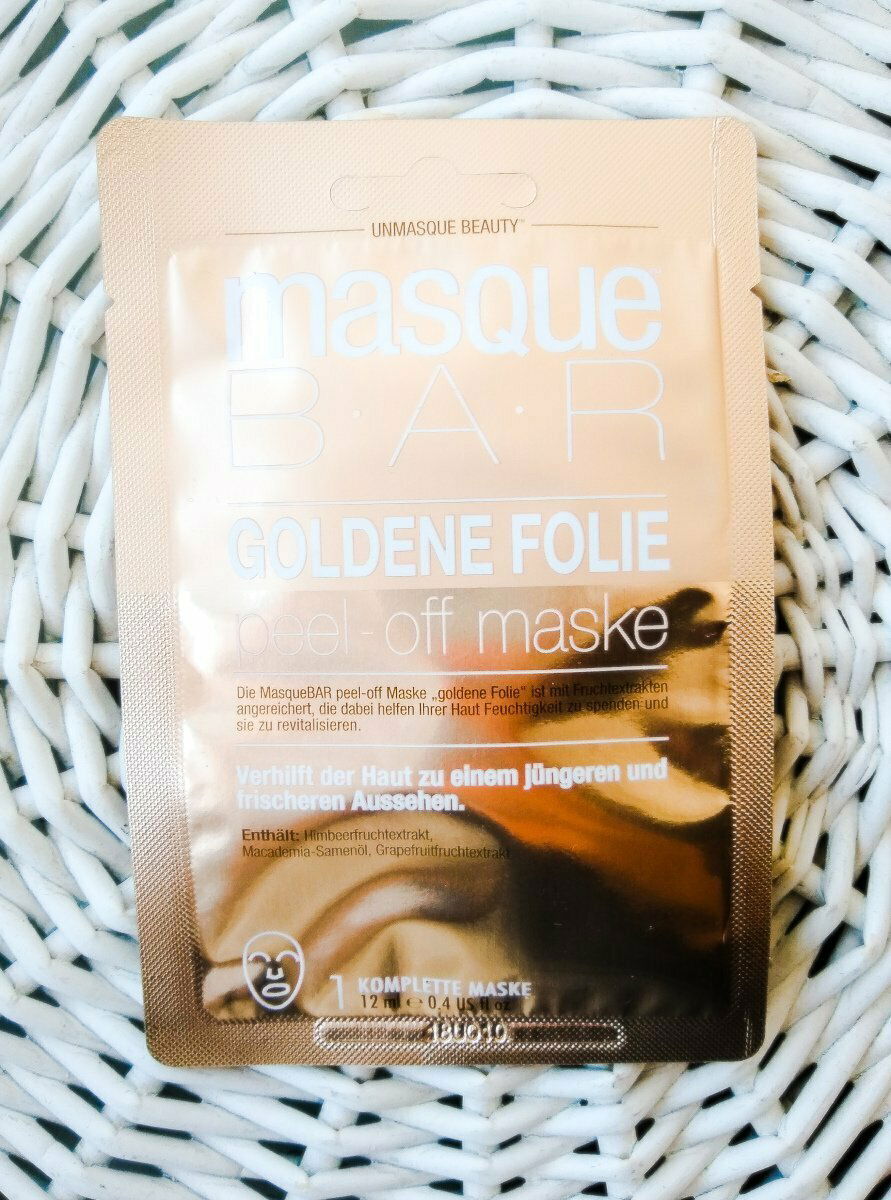 UNMASQUE BEAUTY™
masque™
B·A·R
GOLDENE FOLIE
peel-off maske
Die MasqueBAR peel-off Maske „goldene Folie“ ist mit Fruchtextrakten
angereichert, die dabei helfen Ihrer Haut Feuchtigkeit zu spenden und
sie zu revitalisieren.
Verhilft der Haut zu einem jüngeren und
frischeren Aussehen.
Enthält: Himbeerfruchtextrakt,
Macademia-Samenöl, Grapefruitfruchtextrakt
1 KOMPLETTE MASKE
12 ml e 0,4 US fl oz